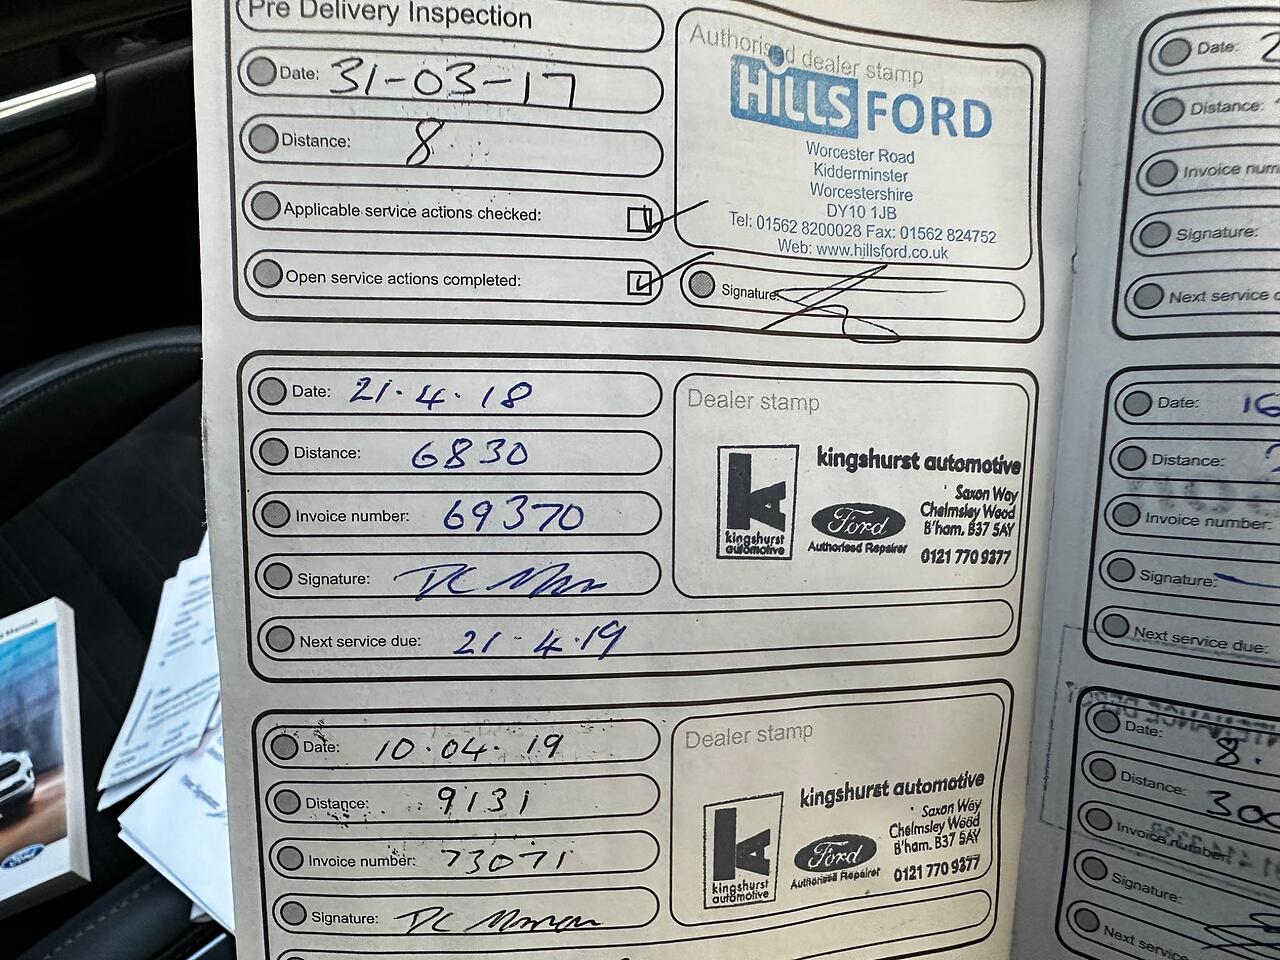 Pre Delivery Inspection
Date: 31-03-17
Distance: 8
Applicable service actions checked:
Open service actions completed:
Authorised dealer stamp
HiLLS FORD
Worcester Road
Kidderminster
Worcestershire
DY10 1JB
Tel: 01562 8200028 Fax: 01562 824752
Web: www.hillsford.co.uk
Signature:
Date: 21.4.18
Distance: 6830
Invoice number: 69370
Signature:
Next service due: 21.4.19
Dealer stamp
kingshurst automotive
Saxon Way
Chelmsley Wood
B'ham. B37 5AY
0121 770 9377
Ford
Authorised Repairer
kingshurst
automotive
Date: 10.04.19
Distance: 9131
Invoice number: 73071
Signature:
Dealer stamp
kingshurst automotive
Saxon Way
Chelmsley Wood
B'ham. B37 5AY
0121 770 9377
Ford
Authorised Repairer
kingshurst
automotive
Date: 2
Distance:
Invoice num
Signature:
Next service d
Date: 16
Distance:
Invoice number:
Signature:
Next service due:
Date: 8.
Distance: 300
Invoice number:
Signature:
Next service
Manual
Ford